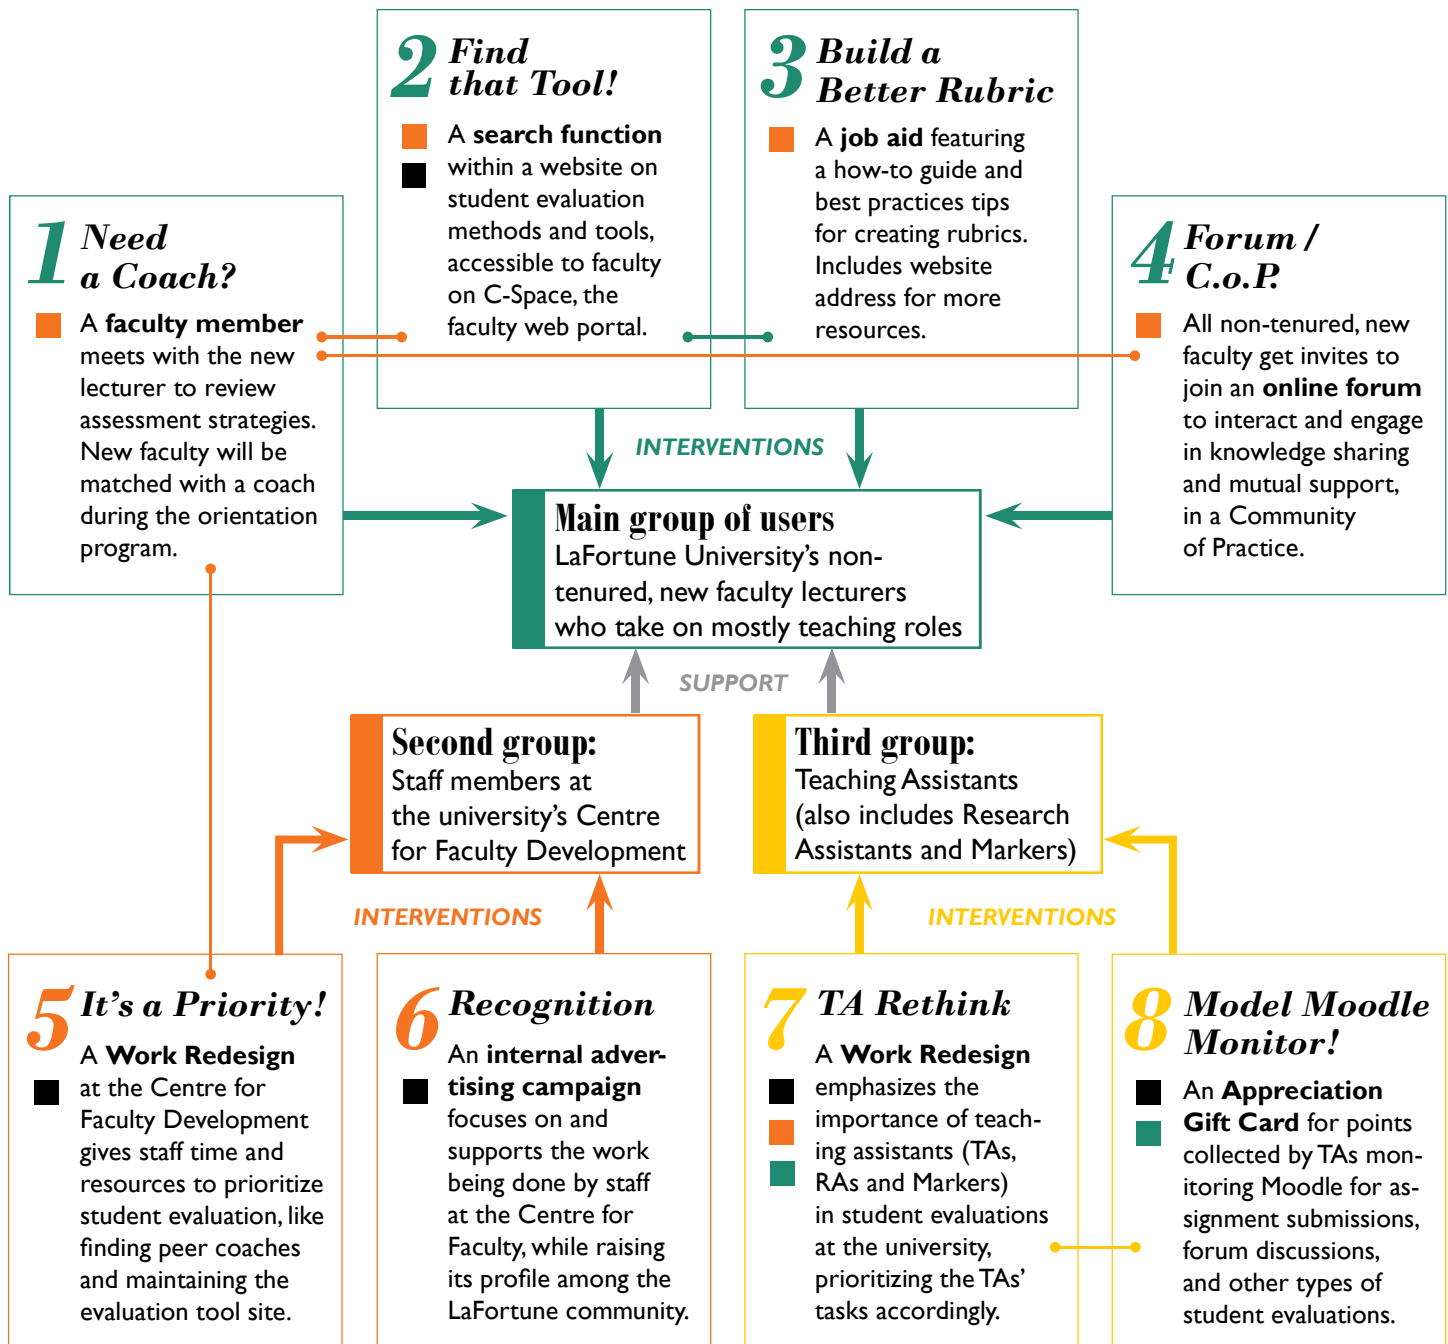 1 Need
a Coach?
A faculty member
meets with the new
lecturer to review
assessment strategies.
New faculty will be
matched with a coach
during the orientation
program.
2 Find
that Tool!
A search function
within a website on
student evaluation
methods and tools,
accessible to faculty
on C-Space, the
faculty web portal.
3 Build a
Better Rubric
A job aid featuring
a how-to guide and
best practices tips
for creating rubrics.
Includes website
address for more
resources.
4 Forum /
C.o.P.
All non-tenured, new
faculty get invites to
join an online forum
to interact and engage
in knowledge sharing
and mutual support,
in a Community
of Practice.
INTERVENTIONS
Main group of users
LaFortune University's non-
tenured, new faculty lecturers
who take on mostly teaching roles
SUPPORT
Second group:
Staff members at
the university's Centre
for Faculty Development
Third group:
Teaching Assistants
(also includes Research
Assistants and Markers)
INTERVENTIONS
INTERVENTIONS
5 It's a Priority!
A Work Redesign
at the Centre for
Faculty Development
gives staff time and
resources to prioritize
student evaluation, like
finding peer coaches
and maintaining the
evaluation tool site.
6 Recognition
An internal adver-
tising campaign
focuses on and
supports the work
being done by staff
at the Centre for
Faculty, while raising
its profile among the
LaFortune community.
7 TA Rethink
A Work Redesign
emphasizes the
importance of teach-
ing assistants (TAs,
RAs and Markers)
in student evaluations
at the university,
prioritizing the TAs'
tasks accordingly.
8 Model Moodle
Monitor!
An Appreciation
Gift Card for points
collected by TAs mon-
itoring Moodle for as-
signment submissions,
forum discussions,
and other types of
student evaluations.